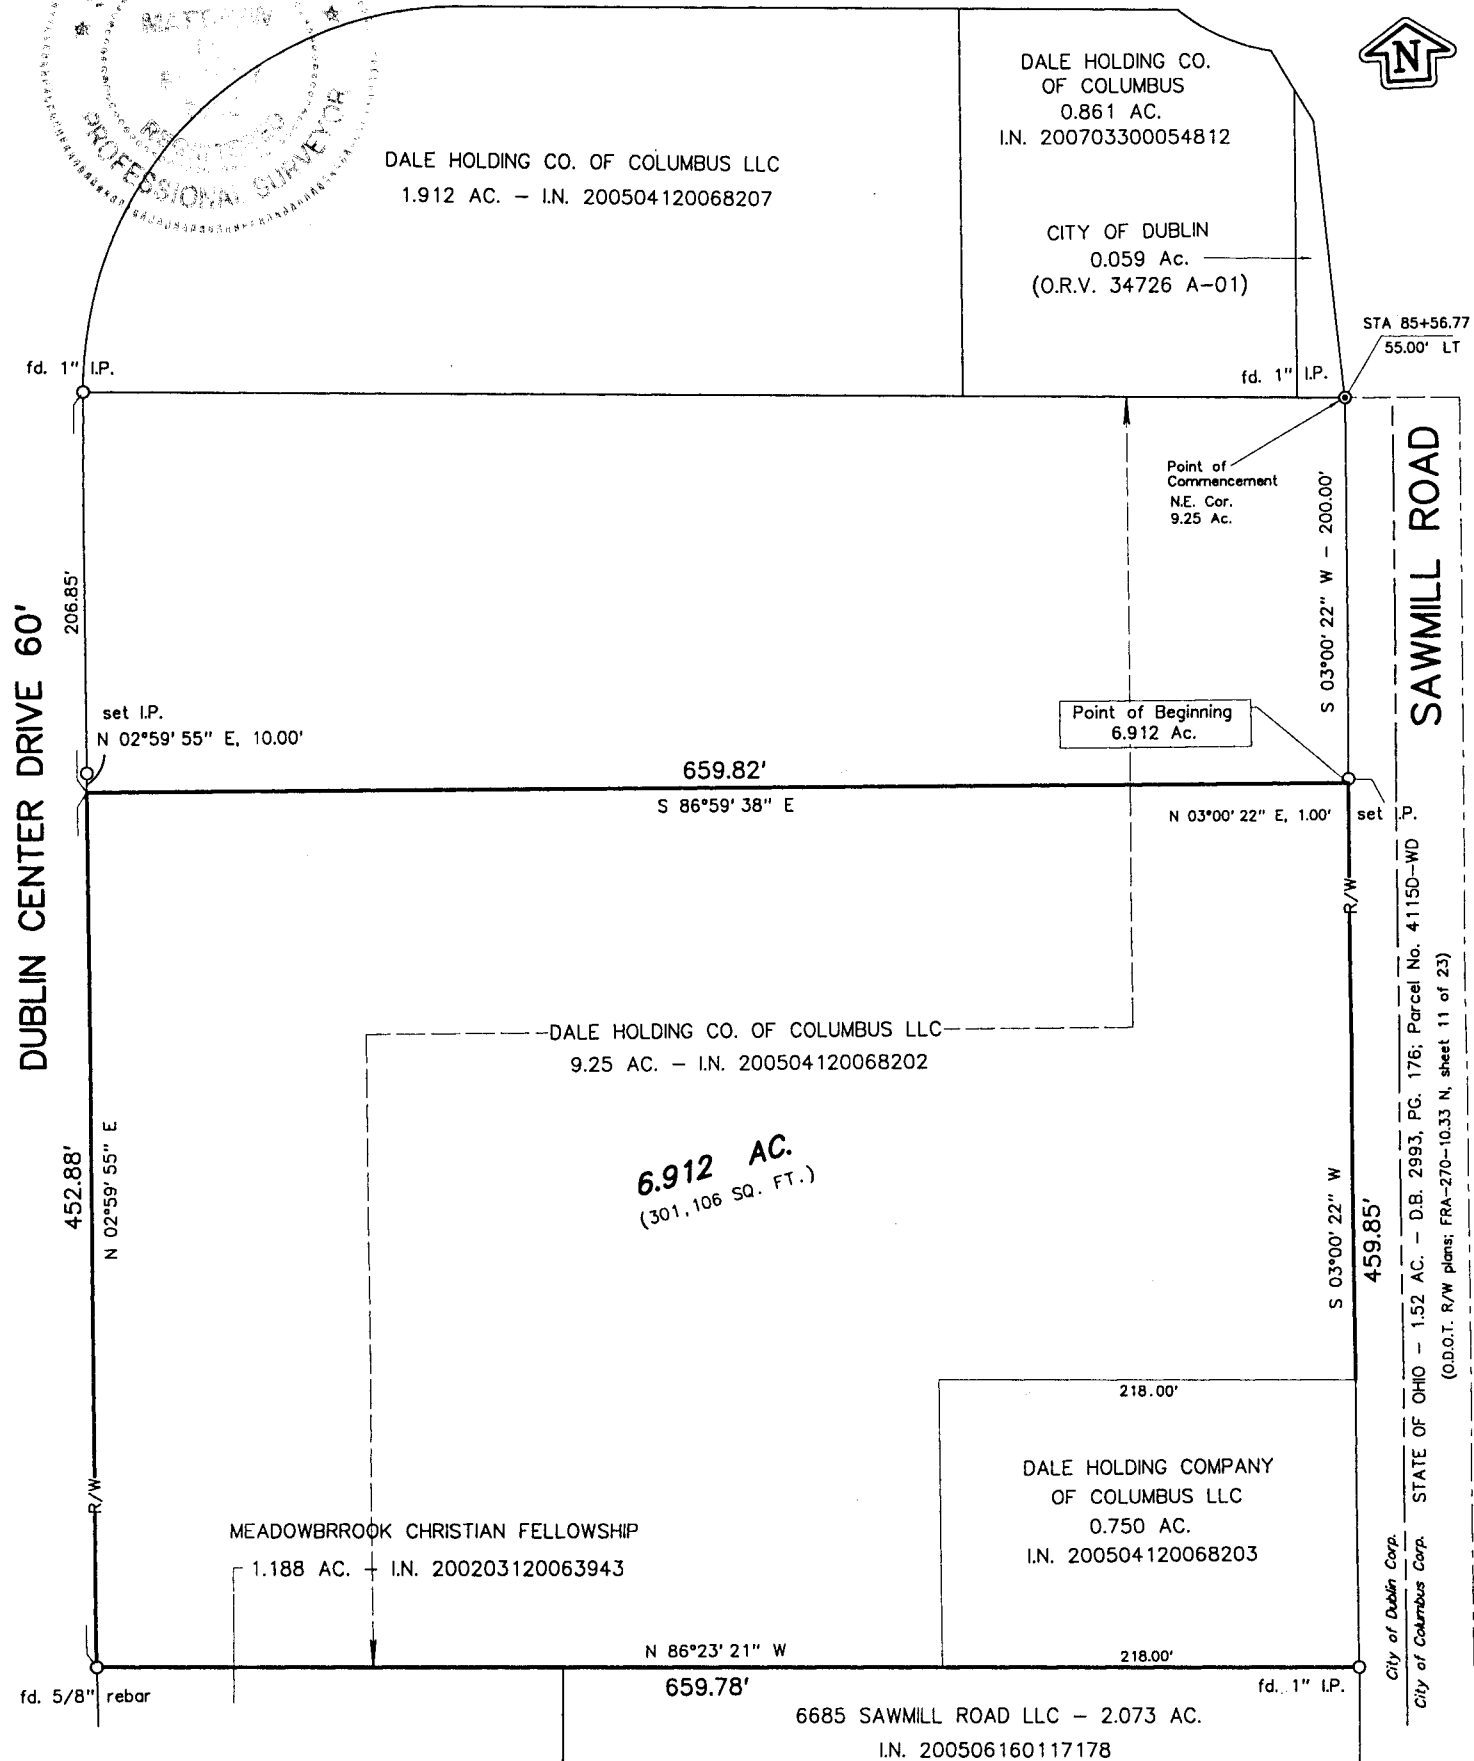 MATTHEW
REGISTERED
PROFESSIONAL SURVEYOR
N
DALE HOLDING CO. OF COLUMBUS LLC
1.912 AC. – I.N. 200504120068207
DALE HOLDING CO.
OF COLUMBUS
0.861 AC.
I.N. 200703300054812
CITY OF DUBLIN
0.059 Ac.
(O.R.V. 34726 A–01)
STA 85+56.77
55.00' LT
fd. 1" I.P.
fd. 1" I.P.
Point of
Commencement
N.E. Cor.
9.25 Ac.
S 03°00' 22" W – 200.00'
SAWMILL ROAD
206.85'
DUBLIN CENTER DRIVE 60'
set I.P.
N 02°59' 55" E, 10.00'
Point of Beginning
6.912 Ac.
659.82'
S 86°59' 38" E
N 03°00' 22" E, 1.00'
set I.P.
R/W
DALE HOLDING CO. OF COLUMBUS LLC
9.25 AC. – I.N. 200504120068202
6.912 AC.
(301,106 SQ. FT.)
452.88'
N 02°59' 55" E
S 03°00' 22" W
459.85'
STATE OF OHIO – 1.52 AC. – D.B. 2993, PG. 176; Parcel No. 4115D–WD
(O.D.O.T. R/W plans; FRA–270–10.33 N, sheet 11 of 23)
218.00'
DALE HOLDING COMPANY
OF COLUMBUS LLC
0.750 AC.
I.N. 200504120068203
R/W
MEADOWBRROOK CHRISTIAN FELLOWSHIP
1.188 AC. – I.N. 200203120063943
City of Dublin Corp.
City of Columbus Corp.
N 86°23' 21" W
659.78'
218.00'
fd. 5/8" rebar
fd. 1" I.P.
6685 SAWMILL ROAD LLC – 2.073 AC.
I.N. 200506160117178